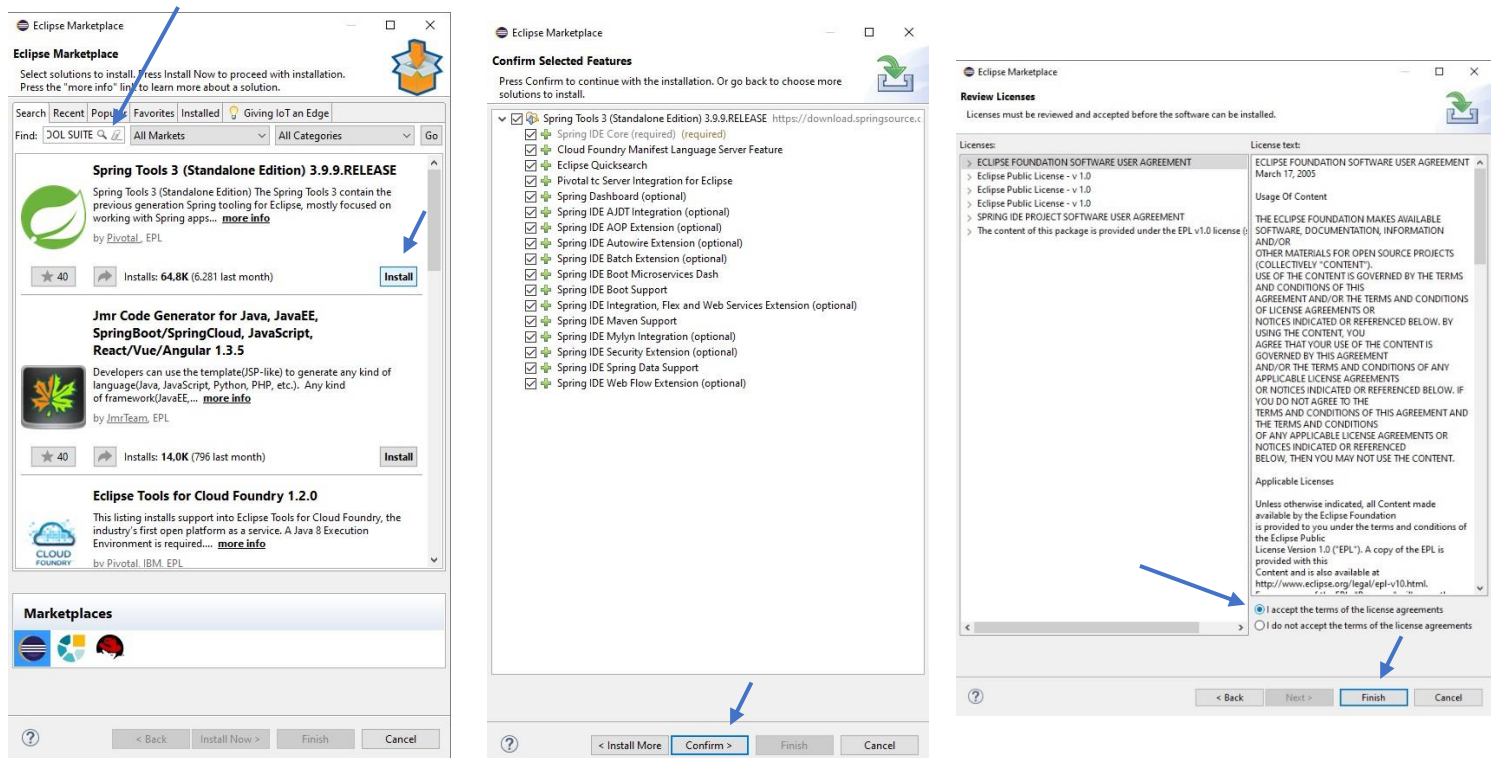 Eclipse Marketplace
Eclipse Marketplace
Select solutions to install. Press Install Now to proceed with installation.
Press the "more info" link to learn more about a solution.
Search Recent Popular Favorites Installed Giving IoT an Edge
Find: OOL SUITE All Markets All Categories Go
Spring Tools 3 (Standalone Edition) 3.9.9.RELEASE
Spring Tools 3 (Standalone Edition) The Spring Tools 3 contain the
previous generation Spring tooling for Eclipse, mostly focused on
working with Spring apps... more info
by Pivotal , EPL
40 Installs: 64,8K (6.281 last month) Install
Jmr Code Generator for Java, JavaEE,
SpringBoot/SpringCloud, JavaScript,
React/Vue/Angular 1.3.5
Developers can use the template(JSP-like) to generate any kind of
language(Java, JavaScript, Python, PHP, etc.). Any kind
of framework(JavaEE,... more info
by JmrTeam, EPL
40 Installs: 14,0K (796 last month) Install
Eclipse Tools for Cloud Foundry 1.2.0
This listing installs support into Eclipse Tools for Cloud Foundry, the
industry's first open platform as a service. A Java 8 Execution
Environment is required.... more info
CLOUD
FOUNDRY
by Pivotal, IBM, EPL
Marketplaces
< Back Install Now > Finish Cancel
Eclipse Marketplace
Confirm Selected Features
Press Confirm to continue with the installation. Or go back to choose more
solutions to install.
Spring Tools 3 (Standalone Edition) 3.9.9.RELEASE https://download.springsource.c
Spring IDE Core (required) (required)
Cloud Foundry Manifest Language Server Feature
Eclipse Quicksearch
Pivotal tc Server Integration for Eclipse
Spring Dashboard (optional)
Spring IDE AJDT Integration (optional)
Spring IDE AOP Extension (optional)
Spring IDE Autowire Extension (optional)
Spring IDE Batch Extension (optional)
Spring IDE Boot Microservices Dash
Spring IDE Boot Support
Spring IDE Integration, Flex and Web Services Extension (optional)
Spring IDE Maven Support
Spring IDE Mylyn Integration (optional)
Spring IDE Security Extension (optional)
Spring IDE Spring Data Support
Spring IDE Web Flow Extension (optional)
< Install More Confirm > Finish Cancel
Eclipse Marketplace
Review Licenses
Licenses must be reviewed and accepted before the software can be installed.
Licenses:
ECLIPSE FOUNDATION SOFTWARE USER AGREEMENT
Eclipse Public License - v 1.0
Eclipse Public License - v 1.0
Eclipse Public License - v 1.0
SPRING IDE PROJECT SOFTWARE USER AGREEMENT
The content of this package is provided under the EPL v1.0 license (
License text:
ECLIPSE FOUNDATION SOFTWARE USER AGREEMENT
March 17, 2005
Usage Of Content
THE ECLIPSE FOUNDATION MAKES AVAILABLE
SOFTWARE, DOCUMENTATION, INFORMATION
AND/OR
OTHER MATERIALS FOR OPEN SOURCE PROJECTS
(COLLECTIVELY "CONTENT").
USE OF THE CONTENT IS GOVERNED BY THE TERMS
AND CONDITIONS OF THIS
AGREEMENT AND/OR THE TERMS AND CONDITIONS
OF LICENSE AGREEMENTS OR
NOTICES INDICATED OR REFERENCED BELOW. BY
USING THE CONTENT, YOU
AGREE THAT YOUR USE OF THE CONTENT IS
GOVERNED BY THIS AGREEMENT
AND/OR THE TERMS AND CONDITIONS OF ANY
APPLICABLE LICENSE AGREEMENTS
OR NOTICES INDICATED OR REFERENCED BELOW. IF
YOU DO NOT AGREE TO THE
TERMS AND CONDITIONS OF THIS AGREEMENT AND
THE TERMS AND CONDITIONS
OF ANY APPLICABLE LICENSE AGREEMENTS OR
NOTICES INDICATED OR REFERENCED
BELOW, THEN YOU MAY NOT USE THE CONTENT.
Applicable Licenses
Unless otherwise indicated, all Content made
available by the Eclipse Foundation
is provided to you under the terms and conditions of
the Eclipse Public
License Version 1.0 ("EPL"). A copy of the EPL is
provided with this
Content and is also available at
http://www.eclipse.org/legal/epl-v10.html.
I accept the terms of the license agreements
I do not accept the terms of the license agreements
< Back Next > Finish Cancel